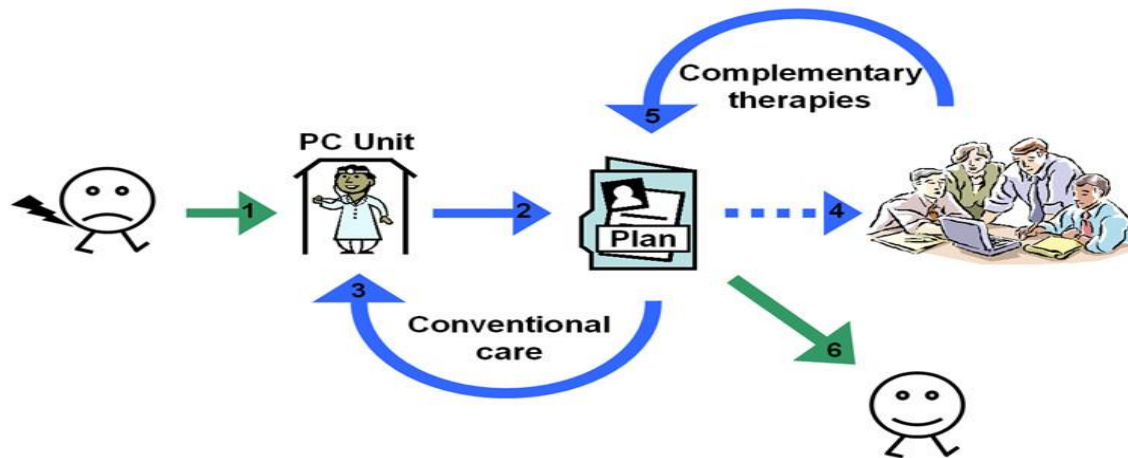 Complementary
therapies
5
PC Unit
1
2
Plan
4
3
Conventional
care
6